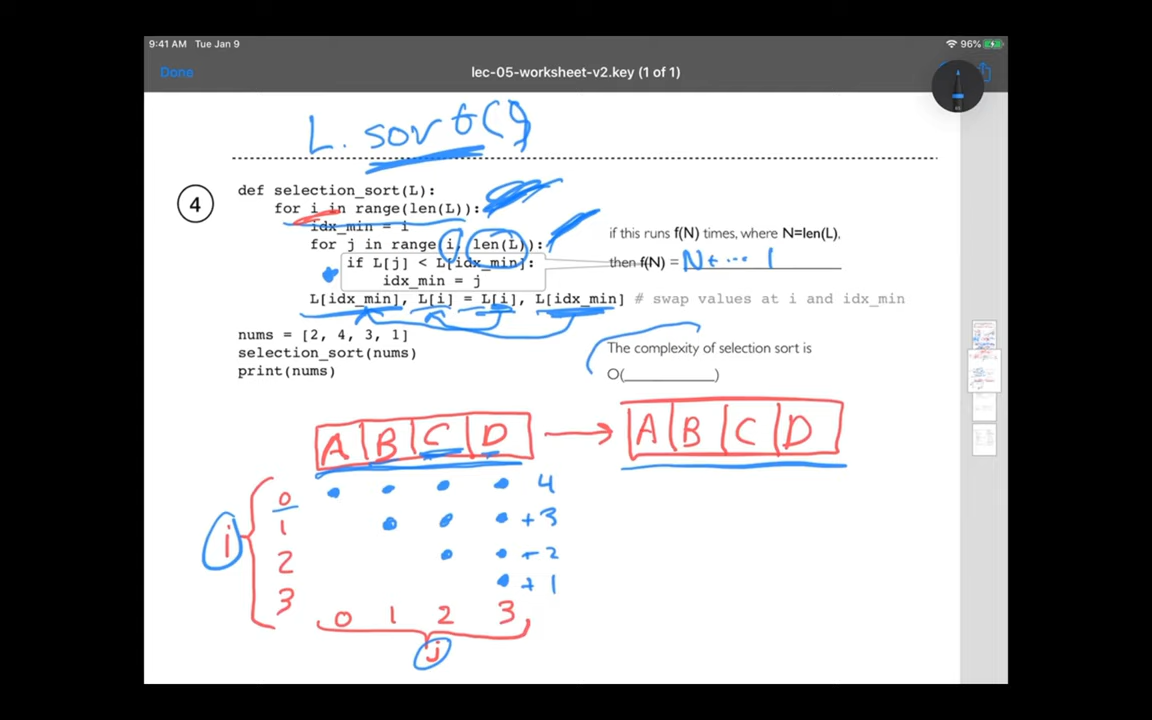 9:41 AM Tue Jan 9 96%
Done lec-05-worksheet-v2.key (1 of 1)
L. sort()
4
def selection_sort(L):
for i in range(len(L)):
idx_min = i
for j in range(i, len(L)):
if L[j] < L[idx_min]:
idx_min = j
L[idx_min], L[i] = L[i], L[idx_min] # swap values at i and idx_min
nums = [2, 4, 3, 1]
selection_sort(nums)
print(nums)
if this runs f(N) times, where N=len(L),
then f(N) = N+ ... 1
The complexity of selection sort is
O(__________)
A B C D → A B C D
0 4
1 +3
2 +2
3 +1
i
0 1 2 3
j